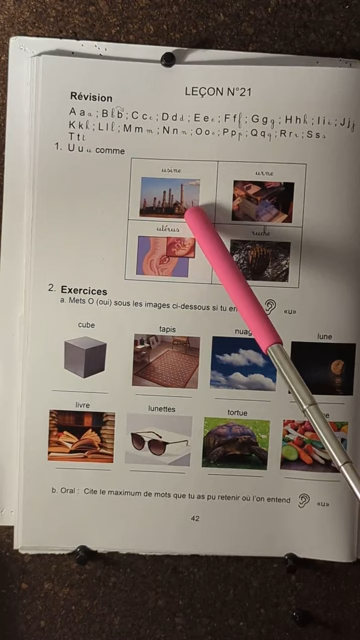 LEÇON N°21
Révision
A a a ; B b b ; C c c ; D d d ; E e e ; F f f ; G g g ; H h h ; I i i ; J j
K k k ; L l l ; M m m ; N n n ; O o o ; P p p ; Q q q ; R r r ; S s s
T t t
1. U u u comme
usine
urne
utérus
ruche
2. Exercices
a. Mets O (oui) sous les images ci-dessous si tu «u»
cube
tapis
lune
livre
lunettes
tortue
b. Oral : Cite le maximum de mots que tu as pu retenir où l'on entend «u»
42